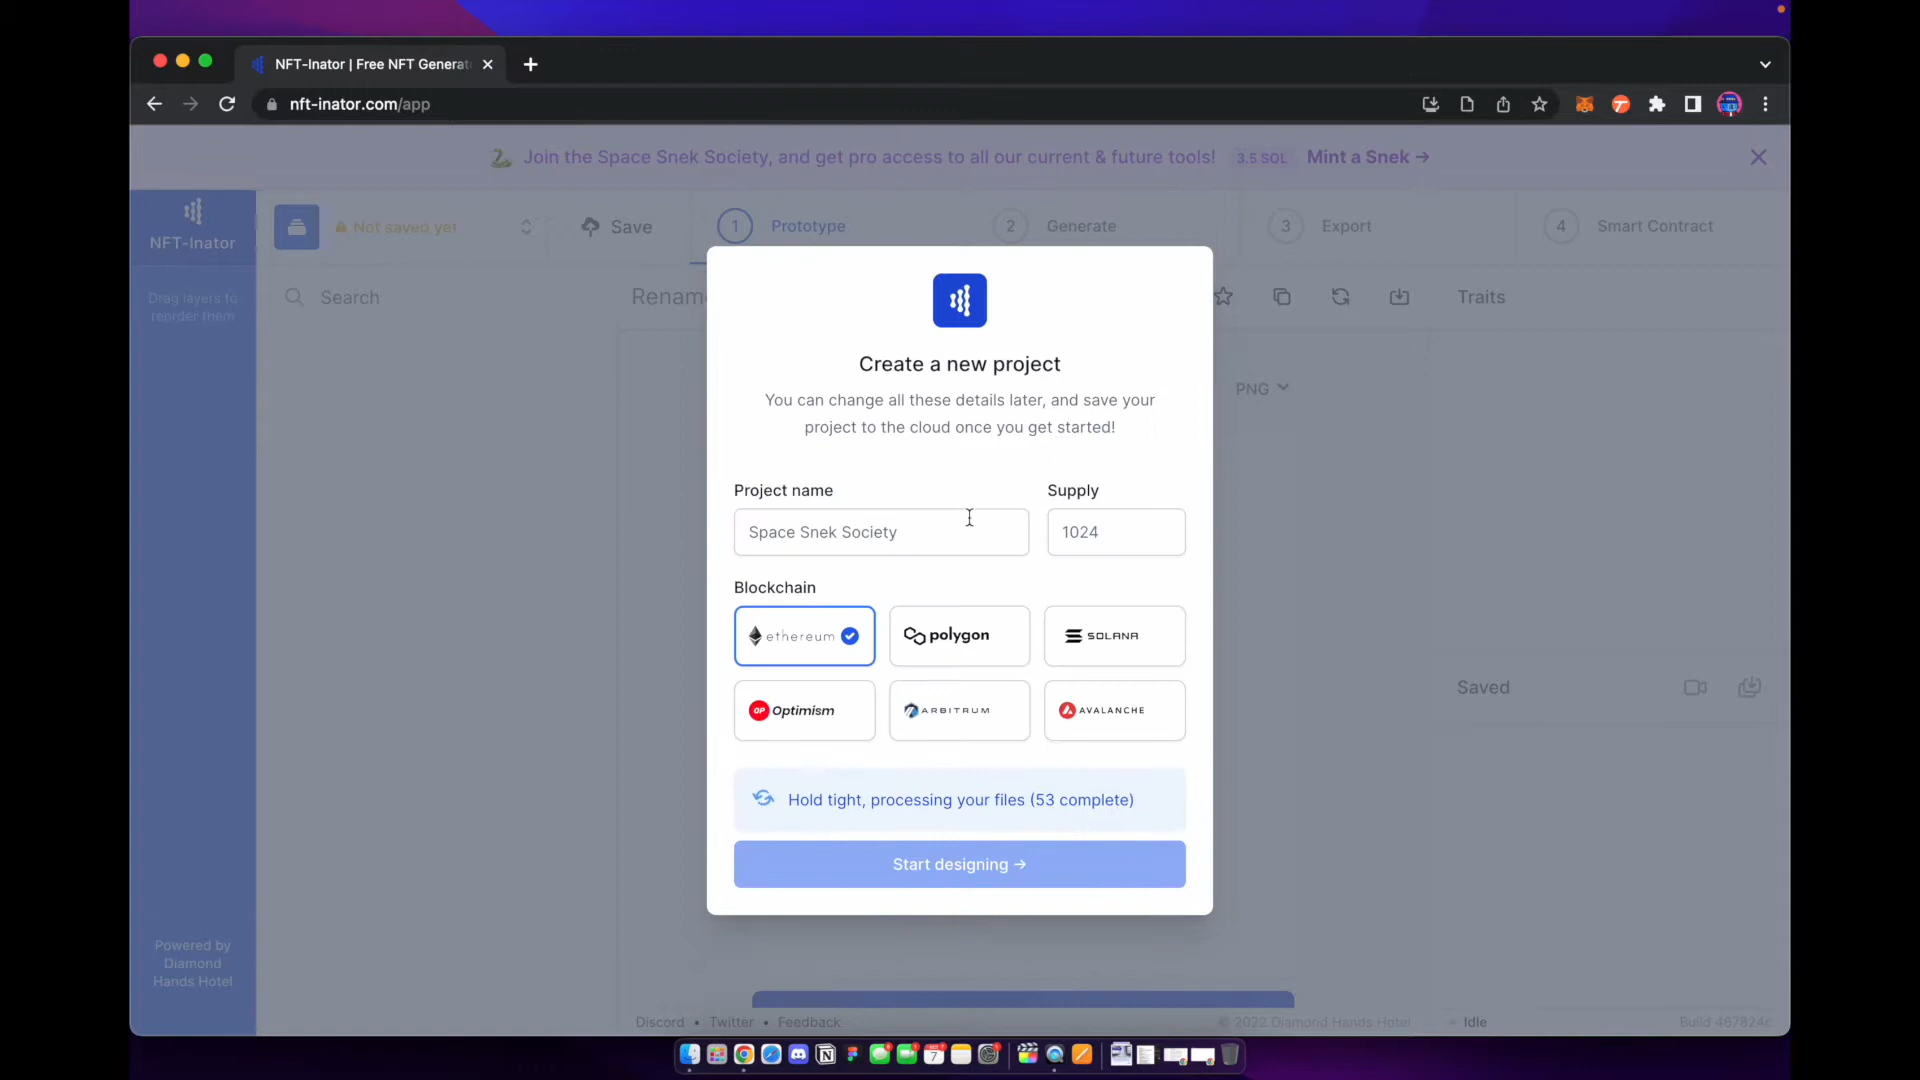 NFT-Inator | Free NFT Generat
nft-inator.com/app
Join the Space Snek Society, and get pro access to all our current & future tools! 3.5 SOL Mint a Snek →
NFT-Inator
Not saved yet
Save
1 Prototype
2 Generate
3 Export
4 Smart Contract
Drag layers to
reorder them
Search
Renam
Traits
PNG
Create a new project
You can change all these details later, and save your
project to the cloud once you get started!
Project name
Supply
Space Snek Society
1024
Blockchain
ethereum
polygon
SOLANA
OP Optimism
ARBITRUM
AVALANCHE
Saved
Hold tight, processing your files (53 complete)
Start designing →
Powered by
Diamond
Hands Hotel
Discord • Twitter • Feedback
© 2022 Diamond Hands Hotel
Idle
Build 467824c
7